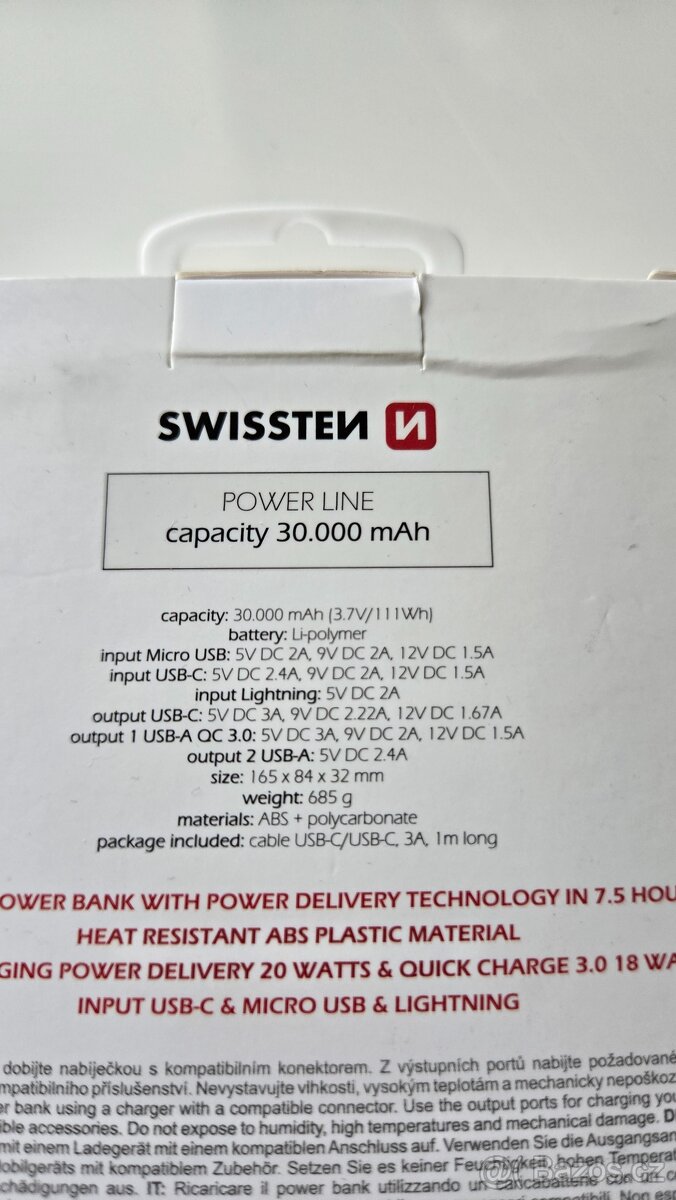 SWISSTEN N
POWER LINE
capacity 30.000 mAh
capacity: 30.000 mAh (3.7V/111Wh)
battery: Li-polymer
input Micro USB: 5V DC 2A, 9V DC 2A, 12V DC 1.5A
input USB-C: 5V DC 2.4A, 9V DC 2A, 12V DC 1.5A
input Lightning: 5V DC 2A
output USB-C: 5V DC 3A, 9V DC 2.22A, 12V DC 1.67A
output 1 USB-A QC 3.0: 5V DC 3A, 9V DC 2A, 12V DC 1.5A
output 2 USB-A: 5V DC 2.4A
size: 165 x 84 x 32 mm
weight: 685 g
materials: ABS + polycarbonate
package included: cable USB-C/USB-C, 3A, 1m long
OWER BANK WITH POWER DELIVERY TECHNOLOGY IN 7.5 HOU
HEAT RESISTANT ABS PLASTIC MATERIAL
GING POWER DELIVERY 20 WATTS & QUICK CHARGE 3.0 18 WA
INPUT USB-C & MICRO USB & LIGHTNING
dobijte nabíječkou s kompatibilním konektorem. Z výstupních portů nabijte požadované
mpatibilního příslušenství. Nevystavujte vlhkosti, vysokým teplotám a mechanicky nepoškoz
er bank using a charger with a compatible connector. Use the output ports for charging you
ible accessories. Do not expose to humidity, high temperatures and mechanical damage. D
mit einem Ladegerät mit einem kompatiblen Anschluss auf. Verwenden Sie die Ausgangsan
obilgeräts mit kompatiblem Zubehör. Setzen Sie es keiner Feuchtigkeit, hohen Temperat
chädigungen aus. IT: Ricaricare il power bank utilizzando un caricabatterie con un c
@/ Bazos.cz